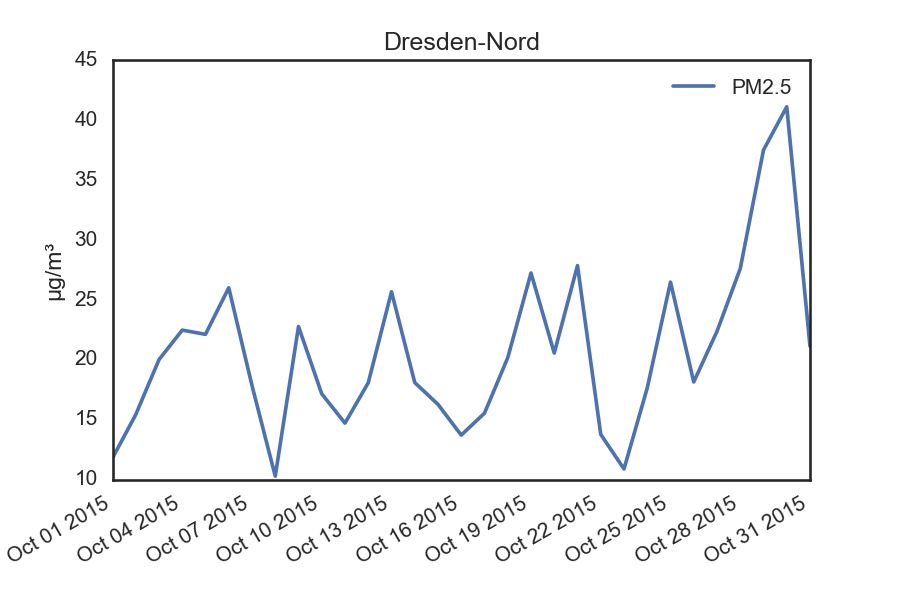 Dresden-Nord
45
40
35
30
25
20
15
10
µg/m³
PM2.5
Oct 01 2015
Oct 04 2015
Oct 07 2015
Oct 10 2015
Oct 13 2015
Oct 16 2015
Oct 19 2015
Oct 22 2015
Oct 25 2015
Oct 28 2015
Oct 31 2015